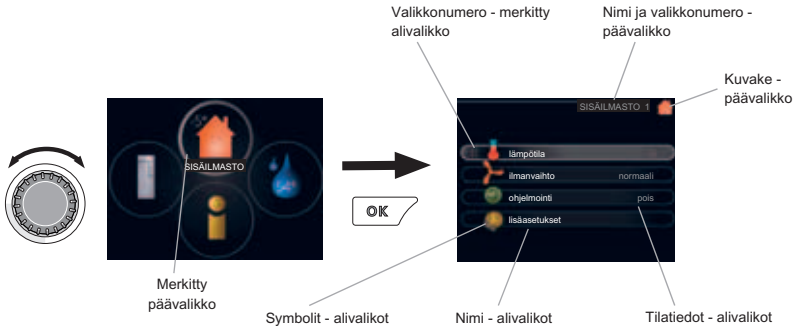 Valikkonumero - merkitty
alivalikko
Nimi ja valikkonumero -
päävalikko
Kuvake -
päävalikko
SISÄILMASTO 1
SISÄILMASTO
lämpötila
ilmanvaihto normaali
ohjelmointi pois
lisäasetukset
OK
Merkitty
päävalikko
Symbolit - alivalikot
Nimi - alivalikot
Tilatiedot - alivalikot